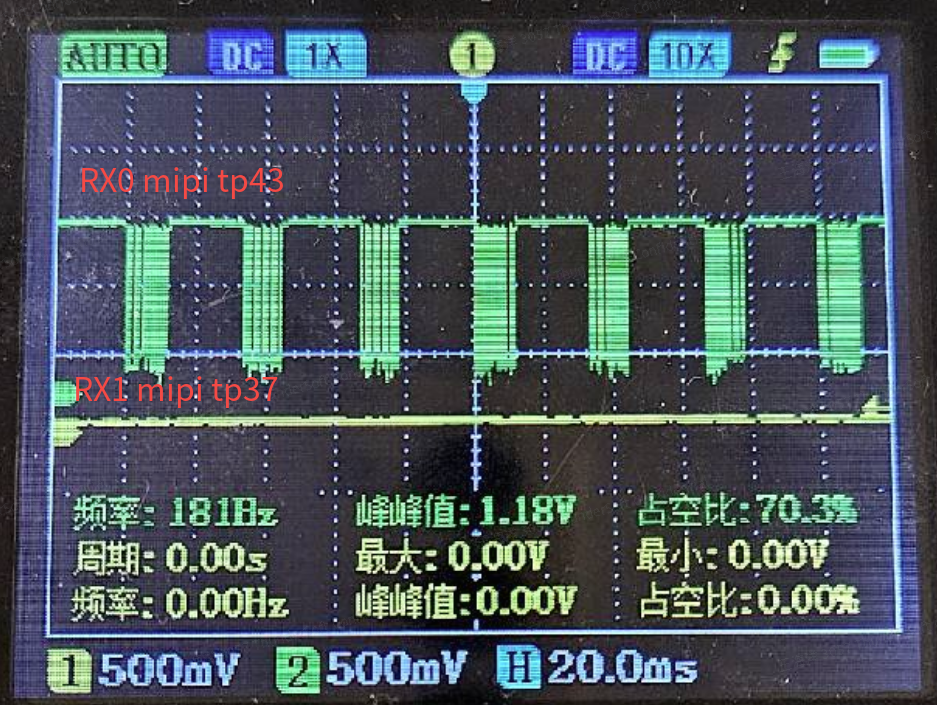 AUTO DC 1X 1 DC 10X
RX0 mipi tp43
RX1 mipi tp37
频率: 181Hz 峰峰值:1.18V 占空比:70.3%
周期: 0.00s 最大: 0.00V 最小: 0.00V
频率: 0.00Hz 峰峰值:0.00V 占空比:0.00%
1 500mV 2 500mV H 20.0ms